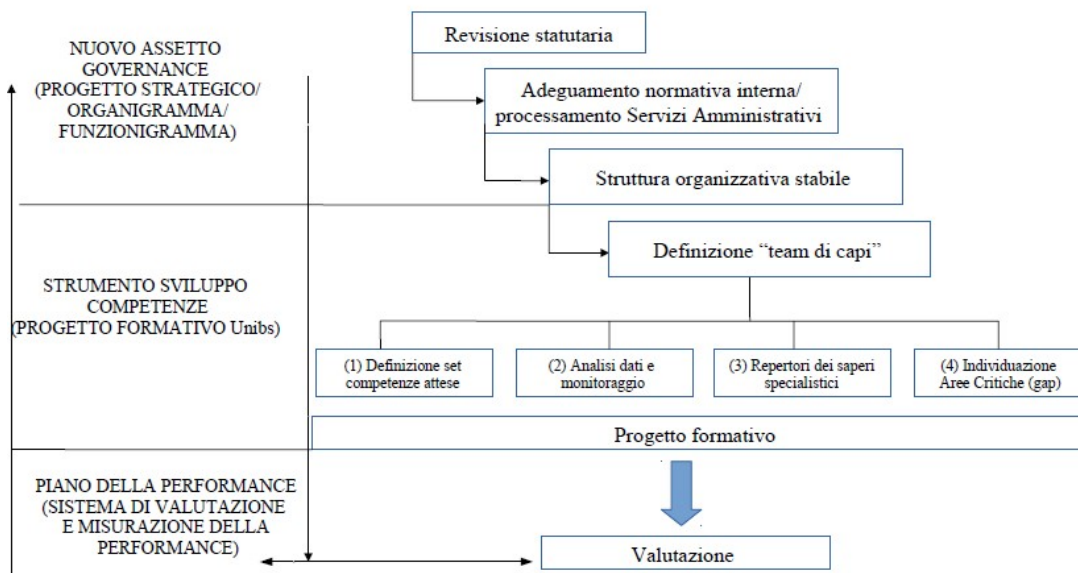 NUOVO ASSETTO
GOVERNANCE
(PROGETTO STRATEGICO/
ORGANIGRAMMA/
FUNZIONIGRAMMA)
Revisione statutaria
Adeguamento normativa interna/
processamento Servizi Amministrativi
Struttura organizzativa stabile
Definizione “team di capi”
STRUMENTO SVILUPPO
COMPETENZE
(PROGETTO FORMATIVO Unibs)
(1) Definizione set
competenze attese
(2) Analisi dati e
monitoraggio
(3) Repertori dei saperi
specialistici
(4) Individuazione
Aree Critiche (gap)
Progetto formativo
PIANO DELLA PERFORMANCE
(SISTEMA DI VALUTAZIONE
E MISURAZIONE DELLA
PERFORMANCE)
Valutazione